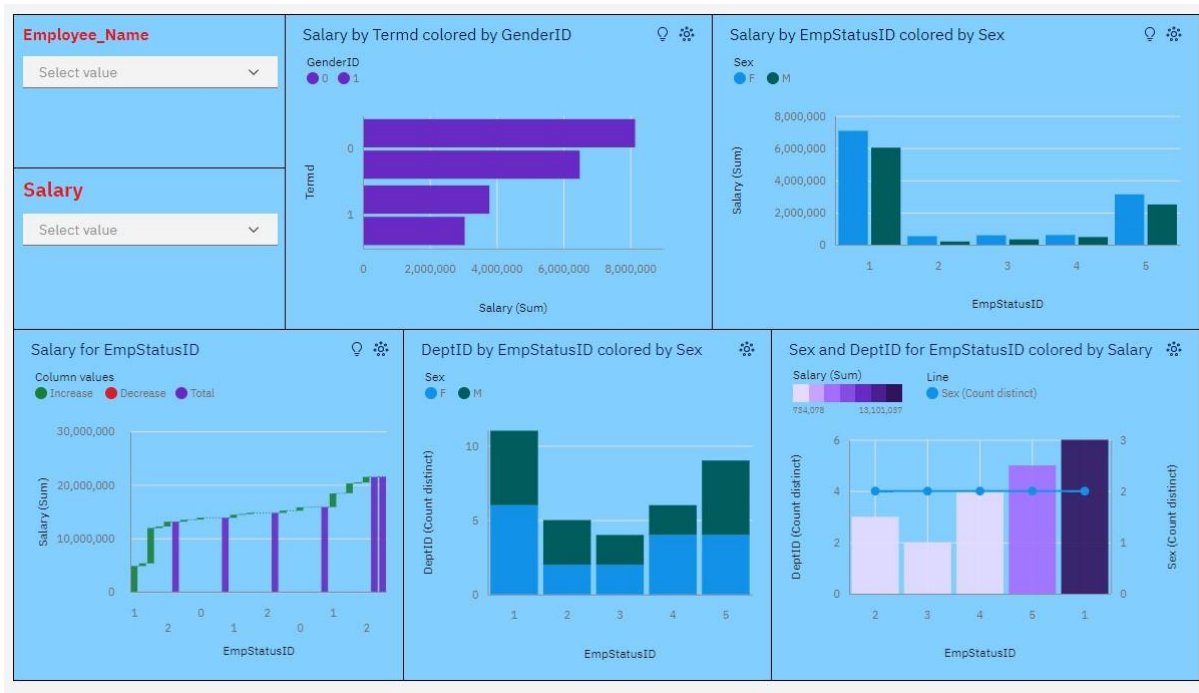 Employee_Name
Select value
Salary
Select value
Salary by Termd colored by GenderID
GenderID
0 1
Termd
0
1
0 2,000,000 4,000,000 6,000,000 8,000,000
Salary (Sum)
Salary by EmpStatusID colored by Sex
Sex
F M
Salary (Sum)
8,000,000
6,000,000
4,000,000
2,000,000
0
1 2 3 4 5
EmpStatusID
Salary for EmpStatusID
Column values
Increase Decrease Total
Salary (Sum)
30,000,000
20,000,000
10,000,000
0
1 0 2 1
2 1 0 2
EmpStatusID
DeptID by EmpStatusID colored by Sex
Sex
F M
DeptID (Count distinct)
10
5
0
1 2 3 4 5
EmpStatusID
Sex and DeptID for EmpStatusID colored by Salary
Salary (Sum) Line
Sex (Count distinct)
734,078 13,101,037
DeptID (Count distinct)
6 3
4 2
2 1
0 0
Sex (Count distinct)
2 3 4 5 1
EmpStatusID